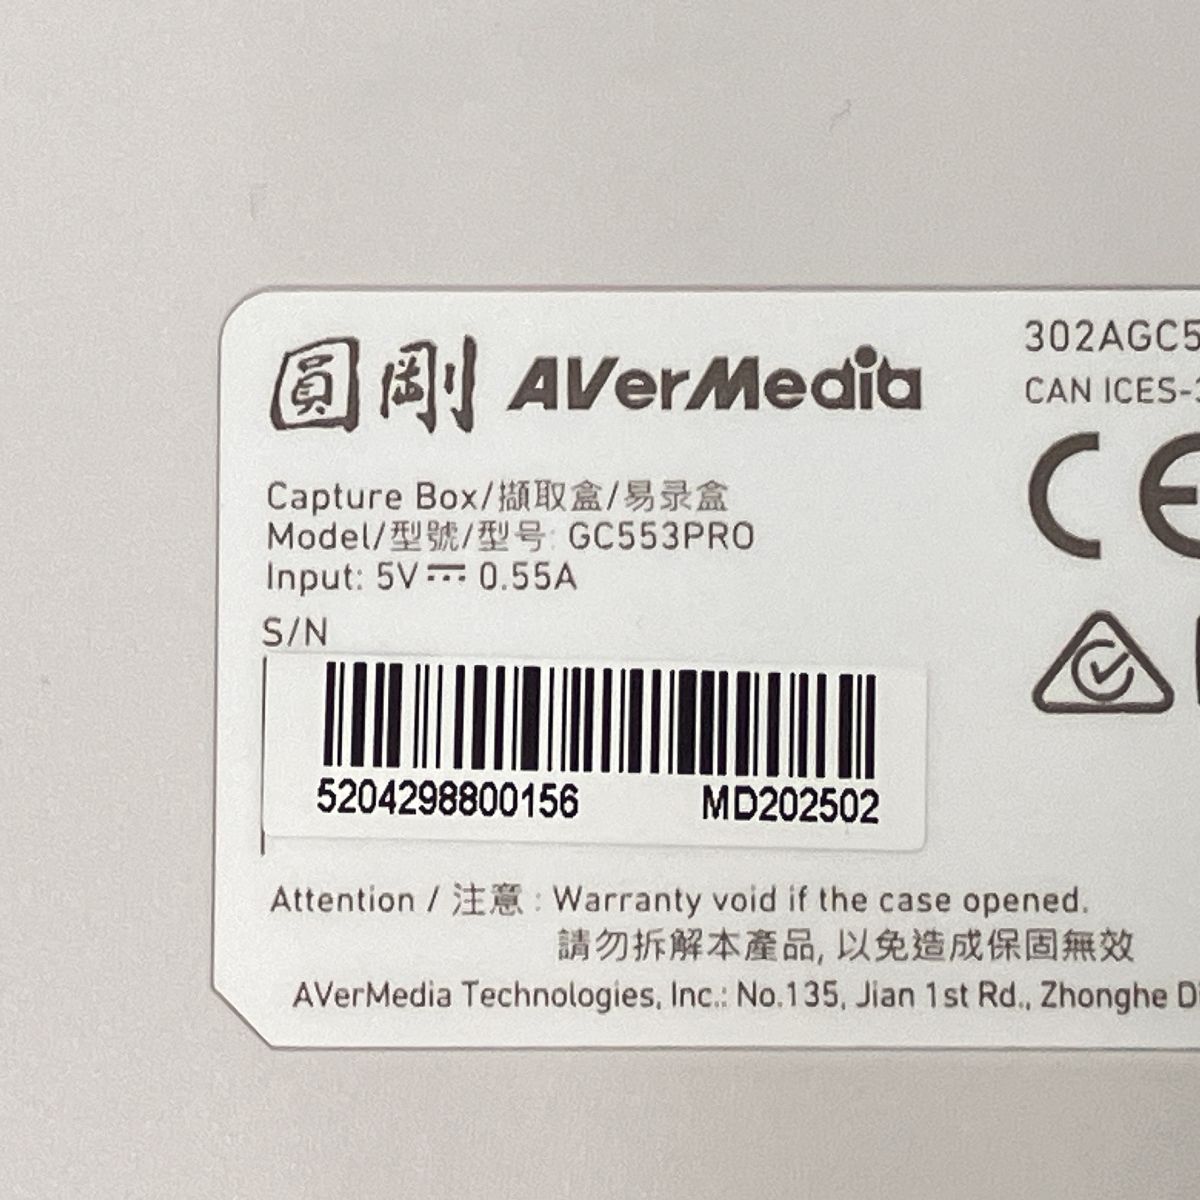 圓剛 AVerMedia
Capture Box/擷取盒/易录盒
Model/型號/型号: GC553PRO
Input: 5V⎓0.55A
S/N
5204298800156 MD202502
Attention / 注意 : Warranty void if the case opened.
請勿拆解本產品, 以免造成保固無效
AVerMedia Technologies, Inc.: No.135, Jian 1st Rd., Zhonghe
302AGC5
CAN ICES-
CE